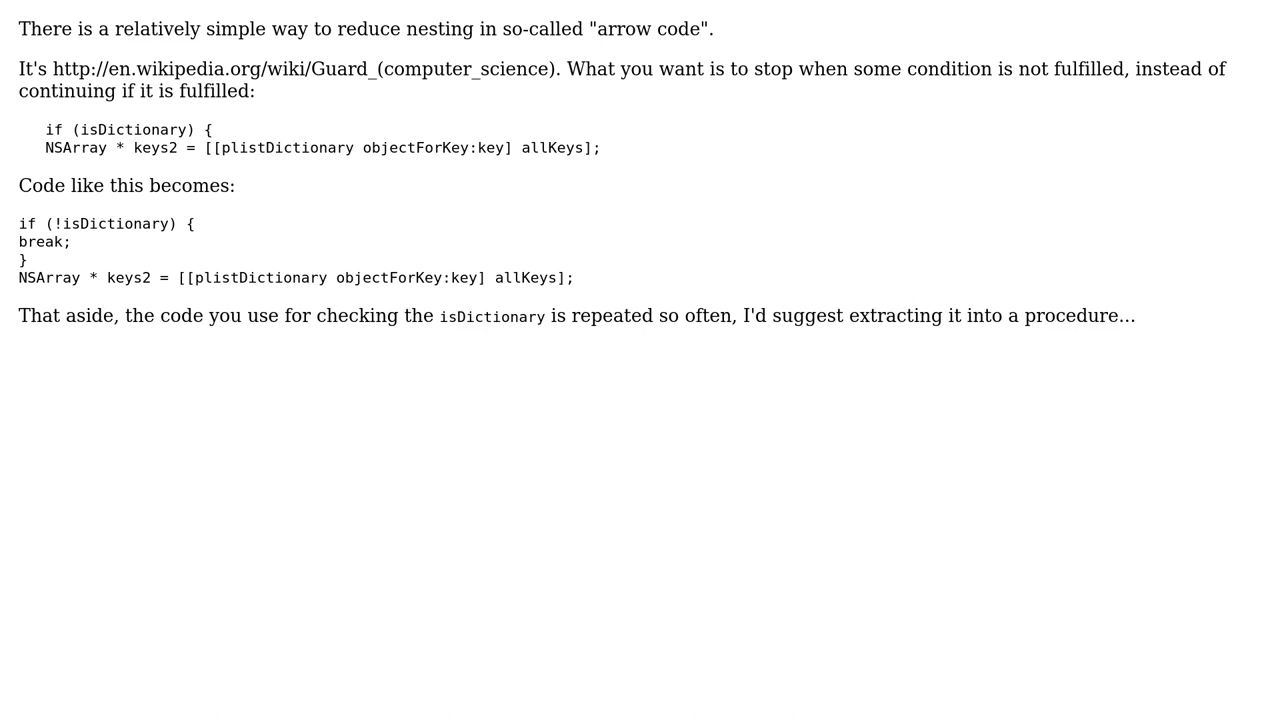 There is a relatively simple way to reduce nesting in so-called "arrow code".
It's http://en.wikipedia.org/wiki/Guard_(computer_science). What you want is to stop when some condition is not fulfilled, instead of
continuing if it is fulfilled:
if (isDictionary) {
NSArray * keys2 = [[plistDictionary objectForKey:key] allKeys];
Code like this becomes:
if (!isDictionary) {
break;
}
NSArray * keys2 = [[plistDictionary objectForKey:key] allKeys];
That aside, the code you use for checking the isDictionary is repeated so often, I'd suggest extracting it into a procedure...